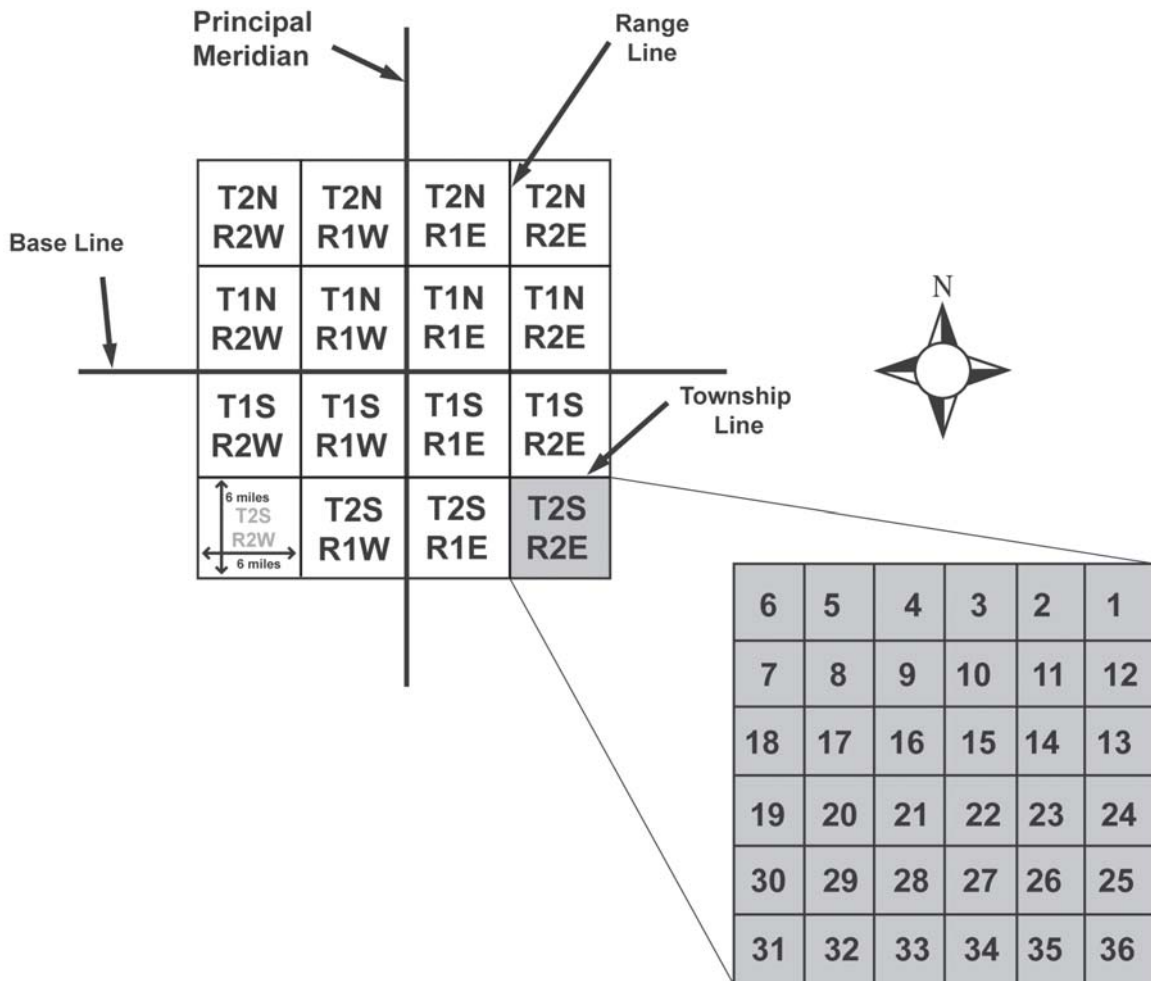 Principal
Meridian
Range
Line
T2N T2N T2N T2N
R2W R1W R1E R2E
Base Line
T1N T1N T1N T1N
R2W R1W R1E R2E
N
T1S T1S T1S T1S
R2W R1W R1E R2E
Township
Line
6 miles
T2S
R2W
6 miles
T2S T2S T2S
R1W R1E R2E
6 5 4 3 2 1
7 8 9 10 11 12
18 17 16 15 14 13
19 20 21 22 23 24
30 29 28 27 26 25
31 32 33 34 35 36